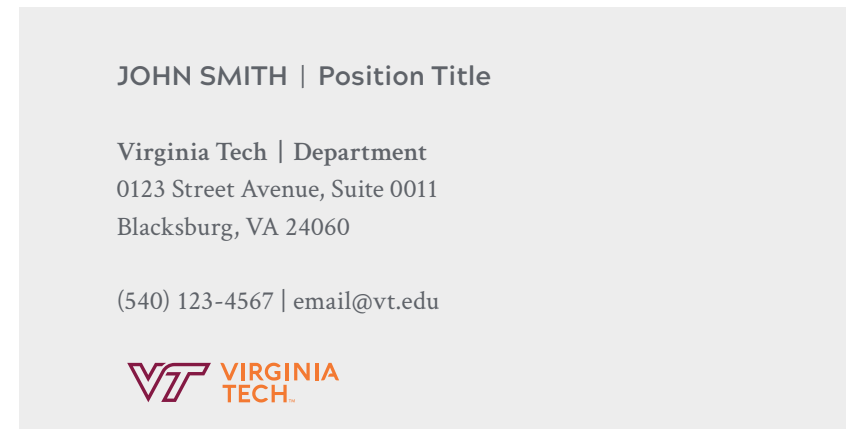 JOHN SMITH | Position Title
Virginia Tech | Department
0123 Street Avenue, Suite 0011
Blacksburg, VA 24060
(540) 123-4567 | email@vt.edu
VT VIRGINIA
TECH™